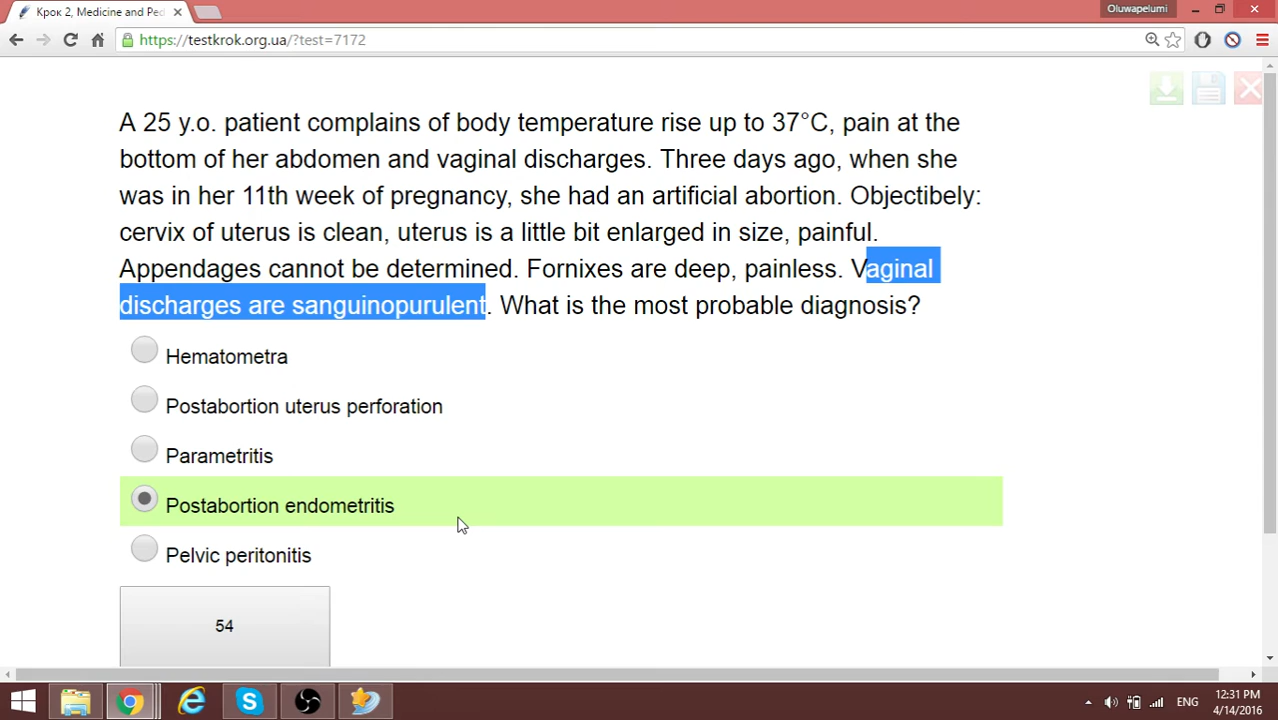 Крок 2, Medicine and Ped
Oluwapelumi
https://testkrok.org.ua/?test=7172
A 25 y.o. patient complains of body temperature rise up to 37°C, pain at the
bottom of her abdomen and vaginal discharges. Three days ago, when she
was in her 11th week of pregnancy, she had an artificial abortion. Objectibely:
cervix of uterus is clean, uterus is a little bit enlarged in size, painful.
Appendages cannot be determined. Fornixes are deep, painless. Vaginal
discharges are sanguinopurulent. What is the most probable diagnosis?
Hematometra
Postabortion uterus perforation
Parametritis
Postabortion endometritis
Pelvic peritonitis
54
ENG
12:31 PM
4/14/2016